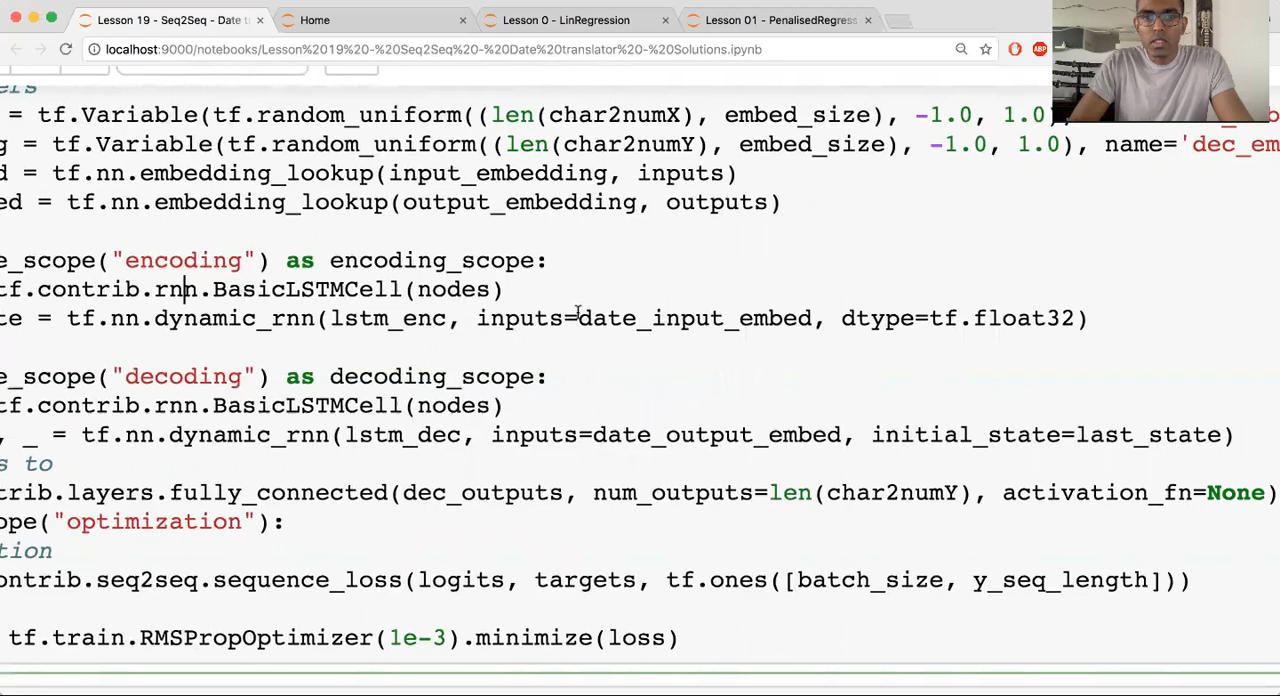 Lesson 19 - Seq2Seq - Date t
Home
Lesson 0 - LinRegression
Lesson 01 - PenalisedRegres
localhost:9000/notebooks/Lesson%2019%20-%20Seq2Seq%20-%20Date%20translator%20-%20Solutions.ipynb
ABP
ers
= tf.Variable(tf.random_uniform((len(char2numX), embed_size), -1.0, 1.0),
g = tf.Variable(tf.random_uniform((len(char2numY), embed_size), -1.0, 1.0), name='dec_em
d = tf.nn.embedding_lookup(input_embedding, inputs)
ed = tf.nn.embedding_lookup(output_embedding, outputs)
e_scope("encoding") as encoding_scope:
tf.contrib.rnn.BasicLSTMCell(nodes)
te = tf.nn.dynamic_rnn(lstm_enc, inputs=date_input_embed, dtype=tf.float32)
e_scope("decoding") as decoding_scope:
tf.contrib.rnn.BasicLSTMCell(nodes)
, _ = tf.nn.dynamic_rnn(lstm_dec, inputs=date_output_embed, initial_state=last_state)
s to
trib.layers.fully_connected(dec_outputs, num_outputs=len(char2numY), activation_fn=None)
ope("optimization"):
tion
ontrib.seq2seq.sequence_loss(logits, targets, tf.ones([batch_size, y_seq_length]))
tf.train.RMSPropOptimizer(1e-3).minimize(loss)